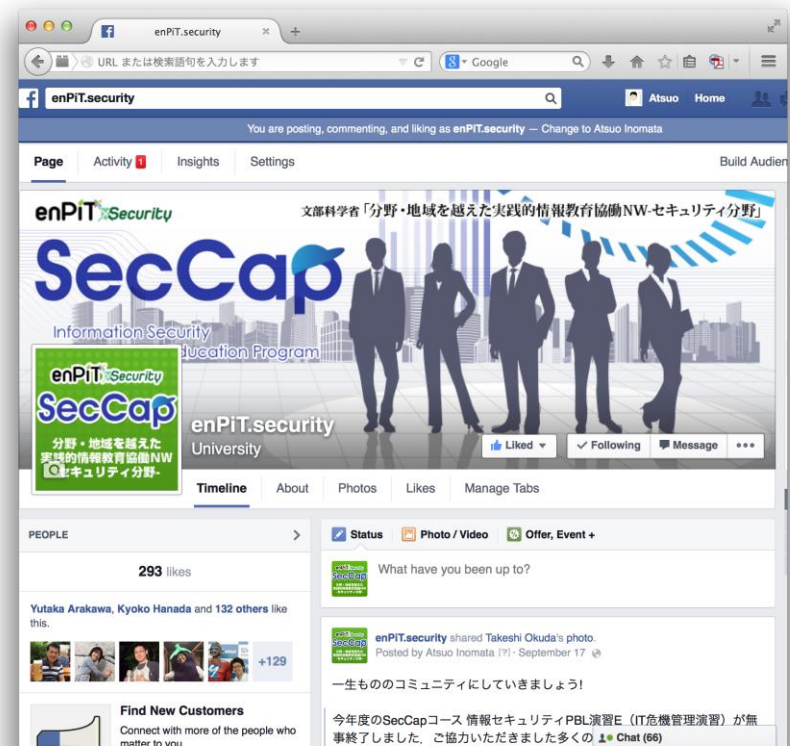 enPiT.security
URL または検索語句を入力します
Google
enPiT.security
Atsuo Home
You are posting, commenting, and liking as enPiT.security — Change to Atsuo Inomata
Page Activity 1 Insights Settings Build Audien
enPiT Security
文部科学省「分野・地域を越えた実践的情報教育協働NW-セキュリティ分野」
SecCap
Information Security
ducation Program
enPiT Security
SecCap
分野・地域を越えた
実践的情報教育協働NW
セキュリティ分野-
enPiT.security
University
Liked Following Message
Timeline About Photos Likes Manage Tabs
PEOPLE
293 likes
Yutaka Arakawa, Kyoko Hanada and 132 others like
this.
+129
Find New Customers
Connect with more of the people who
matter to you
Status Photo / Video Offer, Event +
What have you been up to?
enPiT.security shared Takeshi Okuda's photo.
Posted by Atsuo Inomata [?] · September 17
一生もののコミュニティにしていきましょう!
今年度のSecCapコース 情報セキュリティPBL演習E（IT危機管理演習）が無
事終了しました．ご協力いただきました多くの
Chat (66)